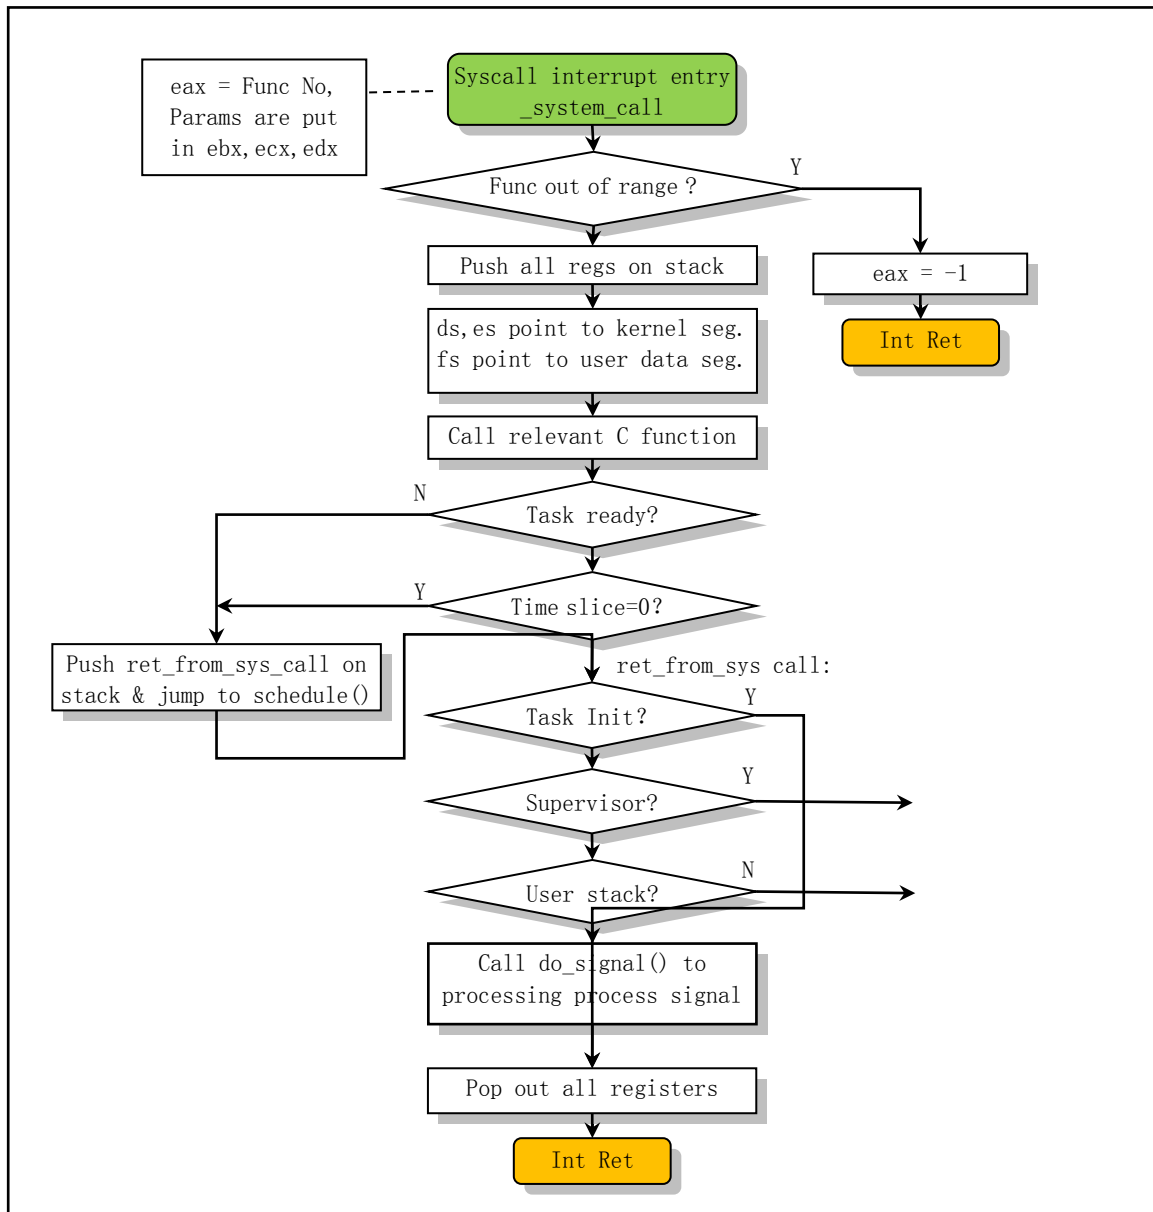 Syscall interrupt entry
_system_call
eax = Func No,
Params are put
in ebx,ecx,edx
Y
Func out of range ?
Push all regs on stack
eax = -1
ds,es point to kernel seg.
fs point to user data seg.
Int Ret
Call relevant C function
N
Task ready?
Y
Time slice=0?
Push ret_from_sys_call on
stack & jump to schedule()
ret_from_sys call:
Y
Task Init?
Y
Supervisor?
N
User stack?
Call do_signal() to
processing process signal
Pop out all registers
Int Ret